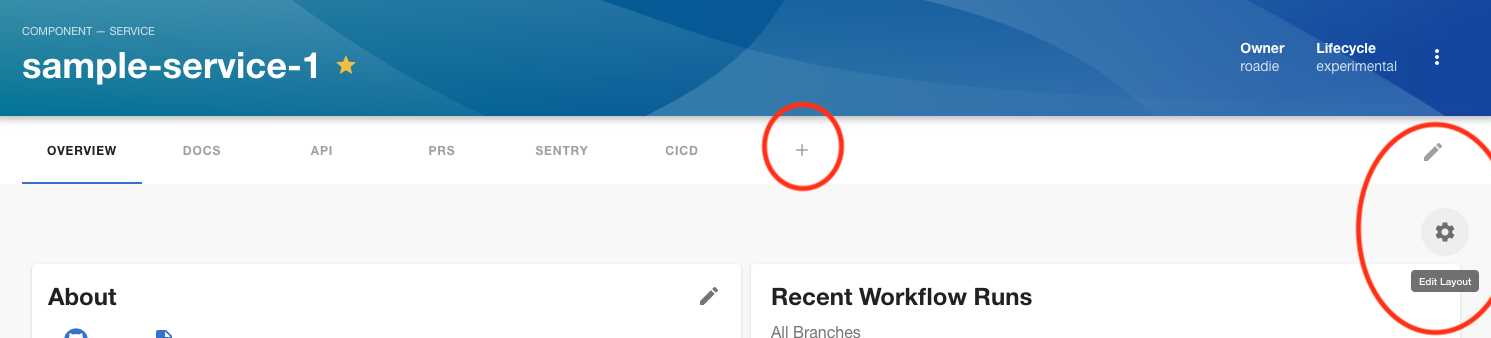 COMPONENT — SERVICE
sample-service-1
Owner
roadie
Lifecycle
experimental
OVERVIEW DOCS API PRS SENTRY CICD +
Edit Layout
About
Recent Workflow Runs
All Branches